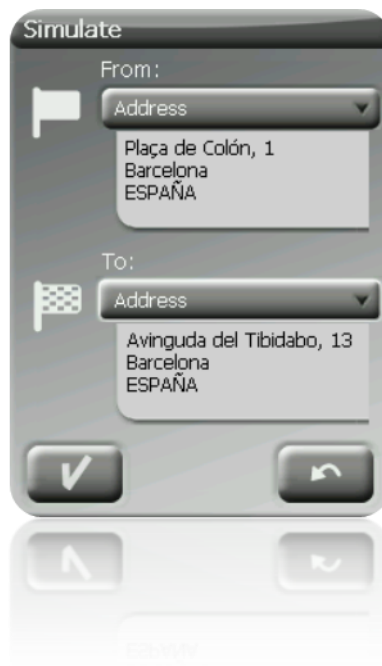 Simulate
From:
Address
Plaça de Colón, 1
Barcelona
ESPAÑA
To:
Address
Avinguda del Tibidabo, 13
Barcelona
ESPAÑA